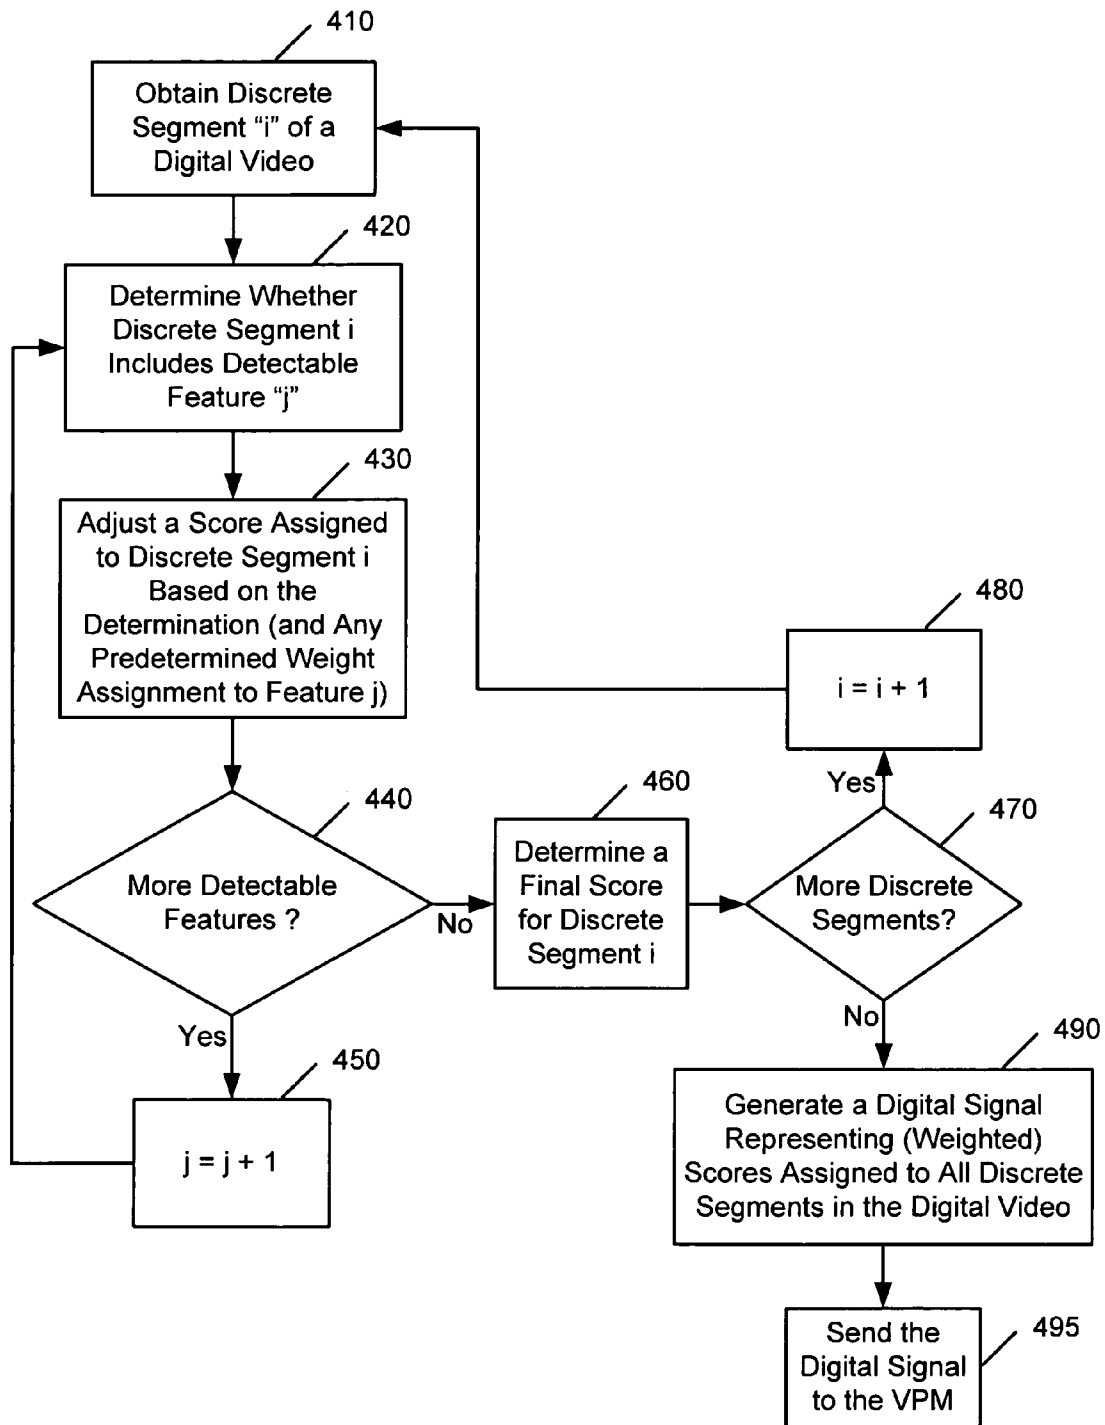 410
Obtain Discrete
Segment “i” of a
Digital Video
420
Determine Whether
Discrete Segment i
Includes Detectable
Feature “j”
430
Adjust a Score Assigned
to Discrete Segment i
Based on the
Determination (and Any
Predetermined Weight
Assignment to Feature j)
440
More Detectable
Features ?
Yes
450
j = j + 1
No
460
Determine a
Final Score
for Discrete
Segment i
470
More Discrete
Segments?
Yes
480
i = i + 1
No
490
Generate a Digital Signal
Representing (Weighted)
Scores Assigned to All Discrete
Segments in the Digital Video
495
Send the
Digital Signal
to the VPM